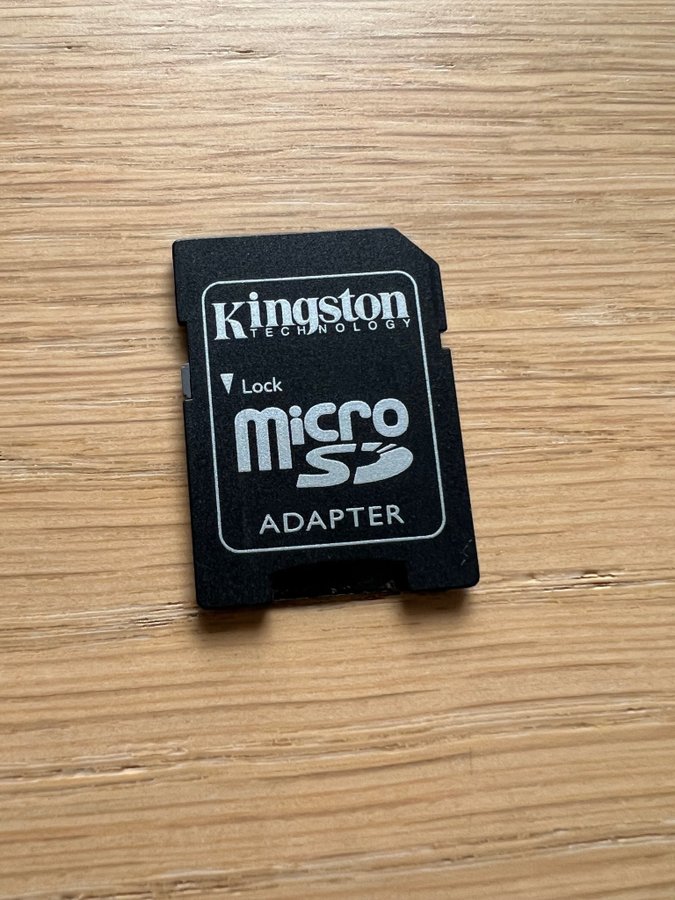 Kingston
TECHNOLOGY
Lock
micro
SD
ADAPTER